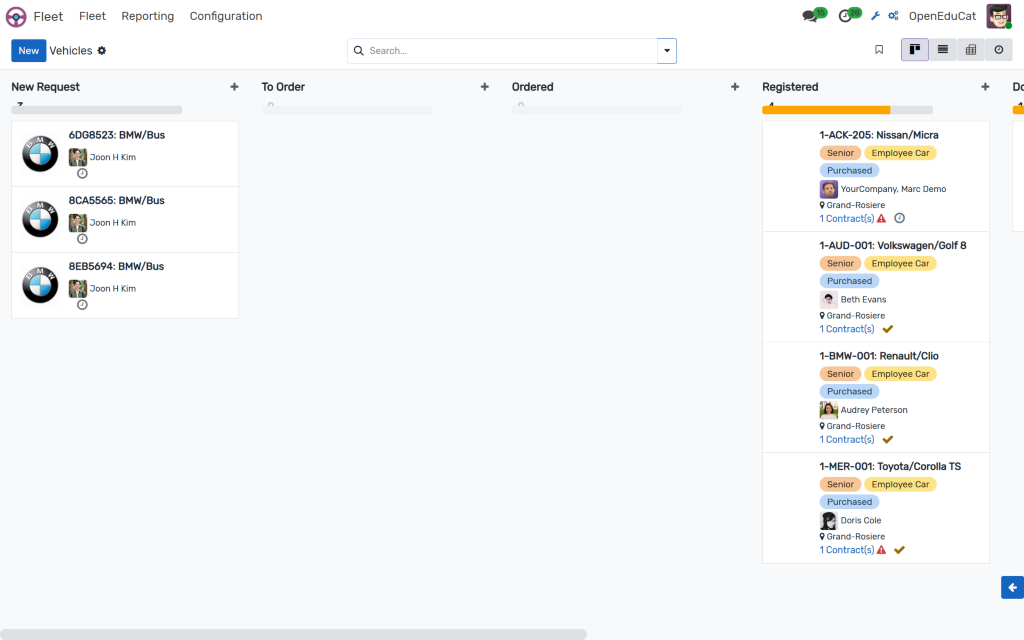 Fleet Fleet Reporting Configuration 15 28 OpenEduCat
New Vehicles Search...
New Request To Order Ordered Registered
6DG8523: BMW/Bus
Joon H Kim
8CA5565: BMW/Bus
Joon H Kim
8EB5694: BMW/Bus
Joon H Kim
1-ACK-205: Nissan/Micra
Senior Employee Car
Purchased
YourCompany, Marc Demo
Grand-Rosiere
1 Contract(s)
1-AUD-001: Volkswagen/Golf 8
Senior Employee Car
Purchased
Beth Evans
Grand-Rosiere
1 Contract(s)
1-BMW-001: Renault/Clio
Senior Employee Car
Purchased
Audrey Peterson
Grand-Rosiere
1 Contract(s)
1-MER-001: Toyota/Corolla TS
Senior Employee Car
Purchased
Doris Cole
Grand-Rosiere
1 Contract(s)